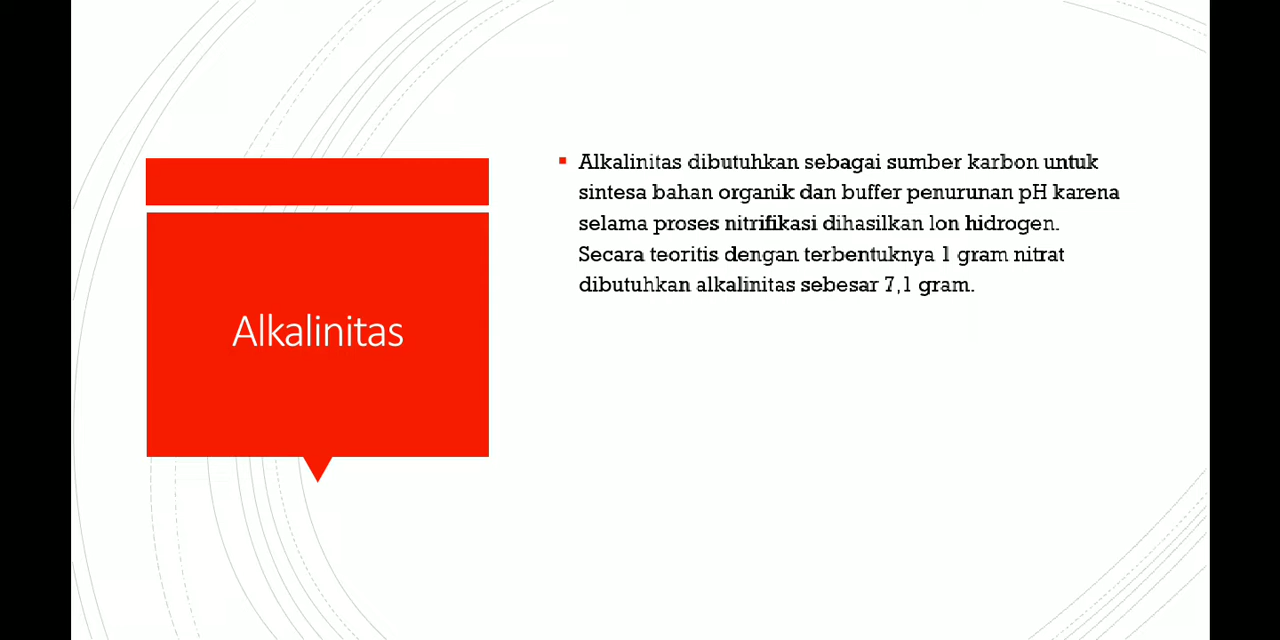 Alkalinitas
Alkalinitas dibutuhkan sebagai sumber karbon untuk
sintesa bahan organik dan buffer penurunan pH karena
selama proses nitrifikasi dihasilkan lon hidrogen.
Secara teoritis dengan terbentuknya 1 gram nitrat
dibutuhkan alkalinitas sebesar 7,1 gram.